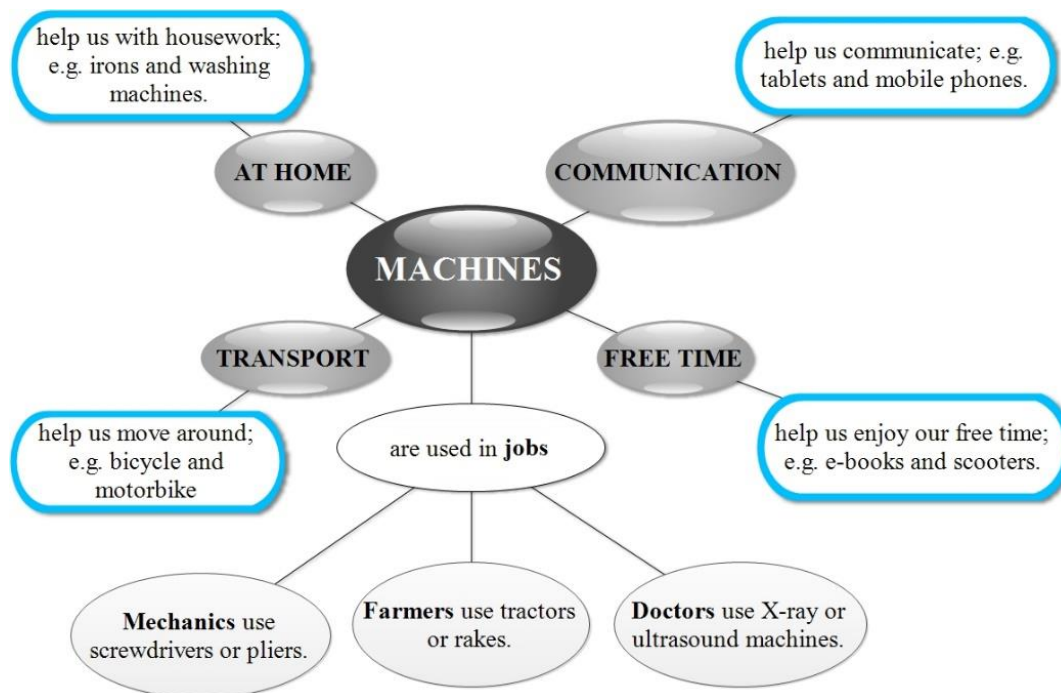 help us with housework;
e.g. irons and washing
machines.
help us communicate; e.g.
tablets and mobile phones.
AT HOME
COMMUNICATION
MACHINES
TRANSPORT
FREE TIME
help us move around;
e.g. bicycle and
motorbike
are used in jobs
help us enjoy our free time;
e.g. e-books and scooters.
Mechanics use
screwdrivers or pliers.
Farmers use tractors
or rakes.
Doctors use X-ray or
ultrasound machines.